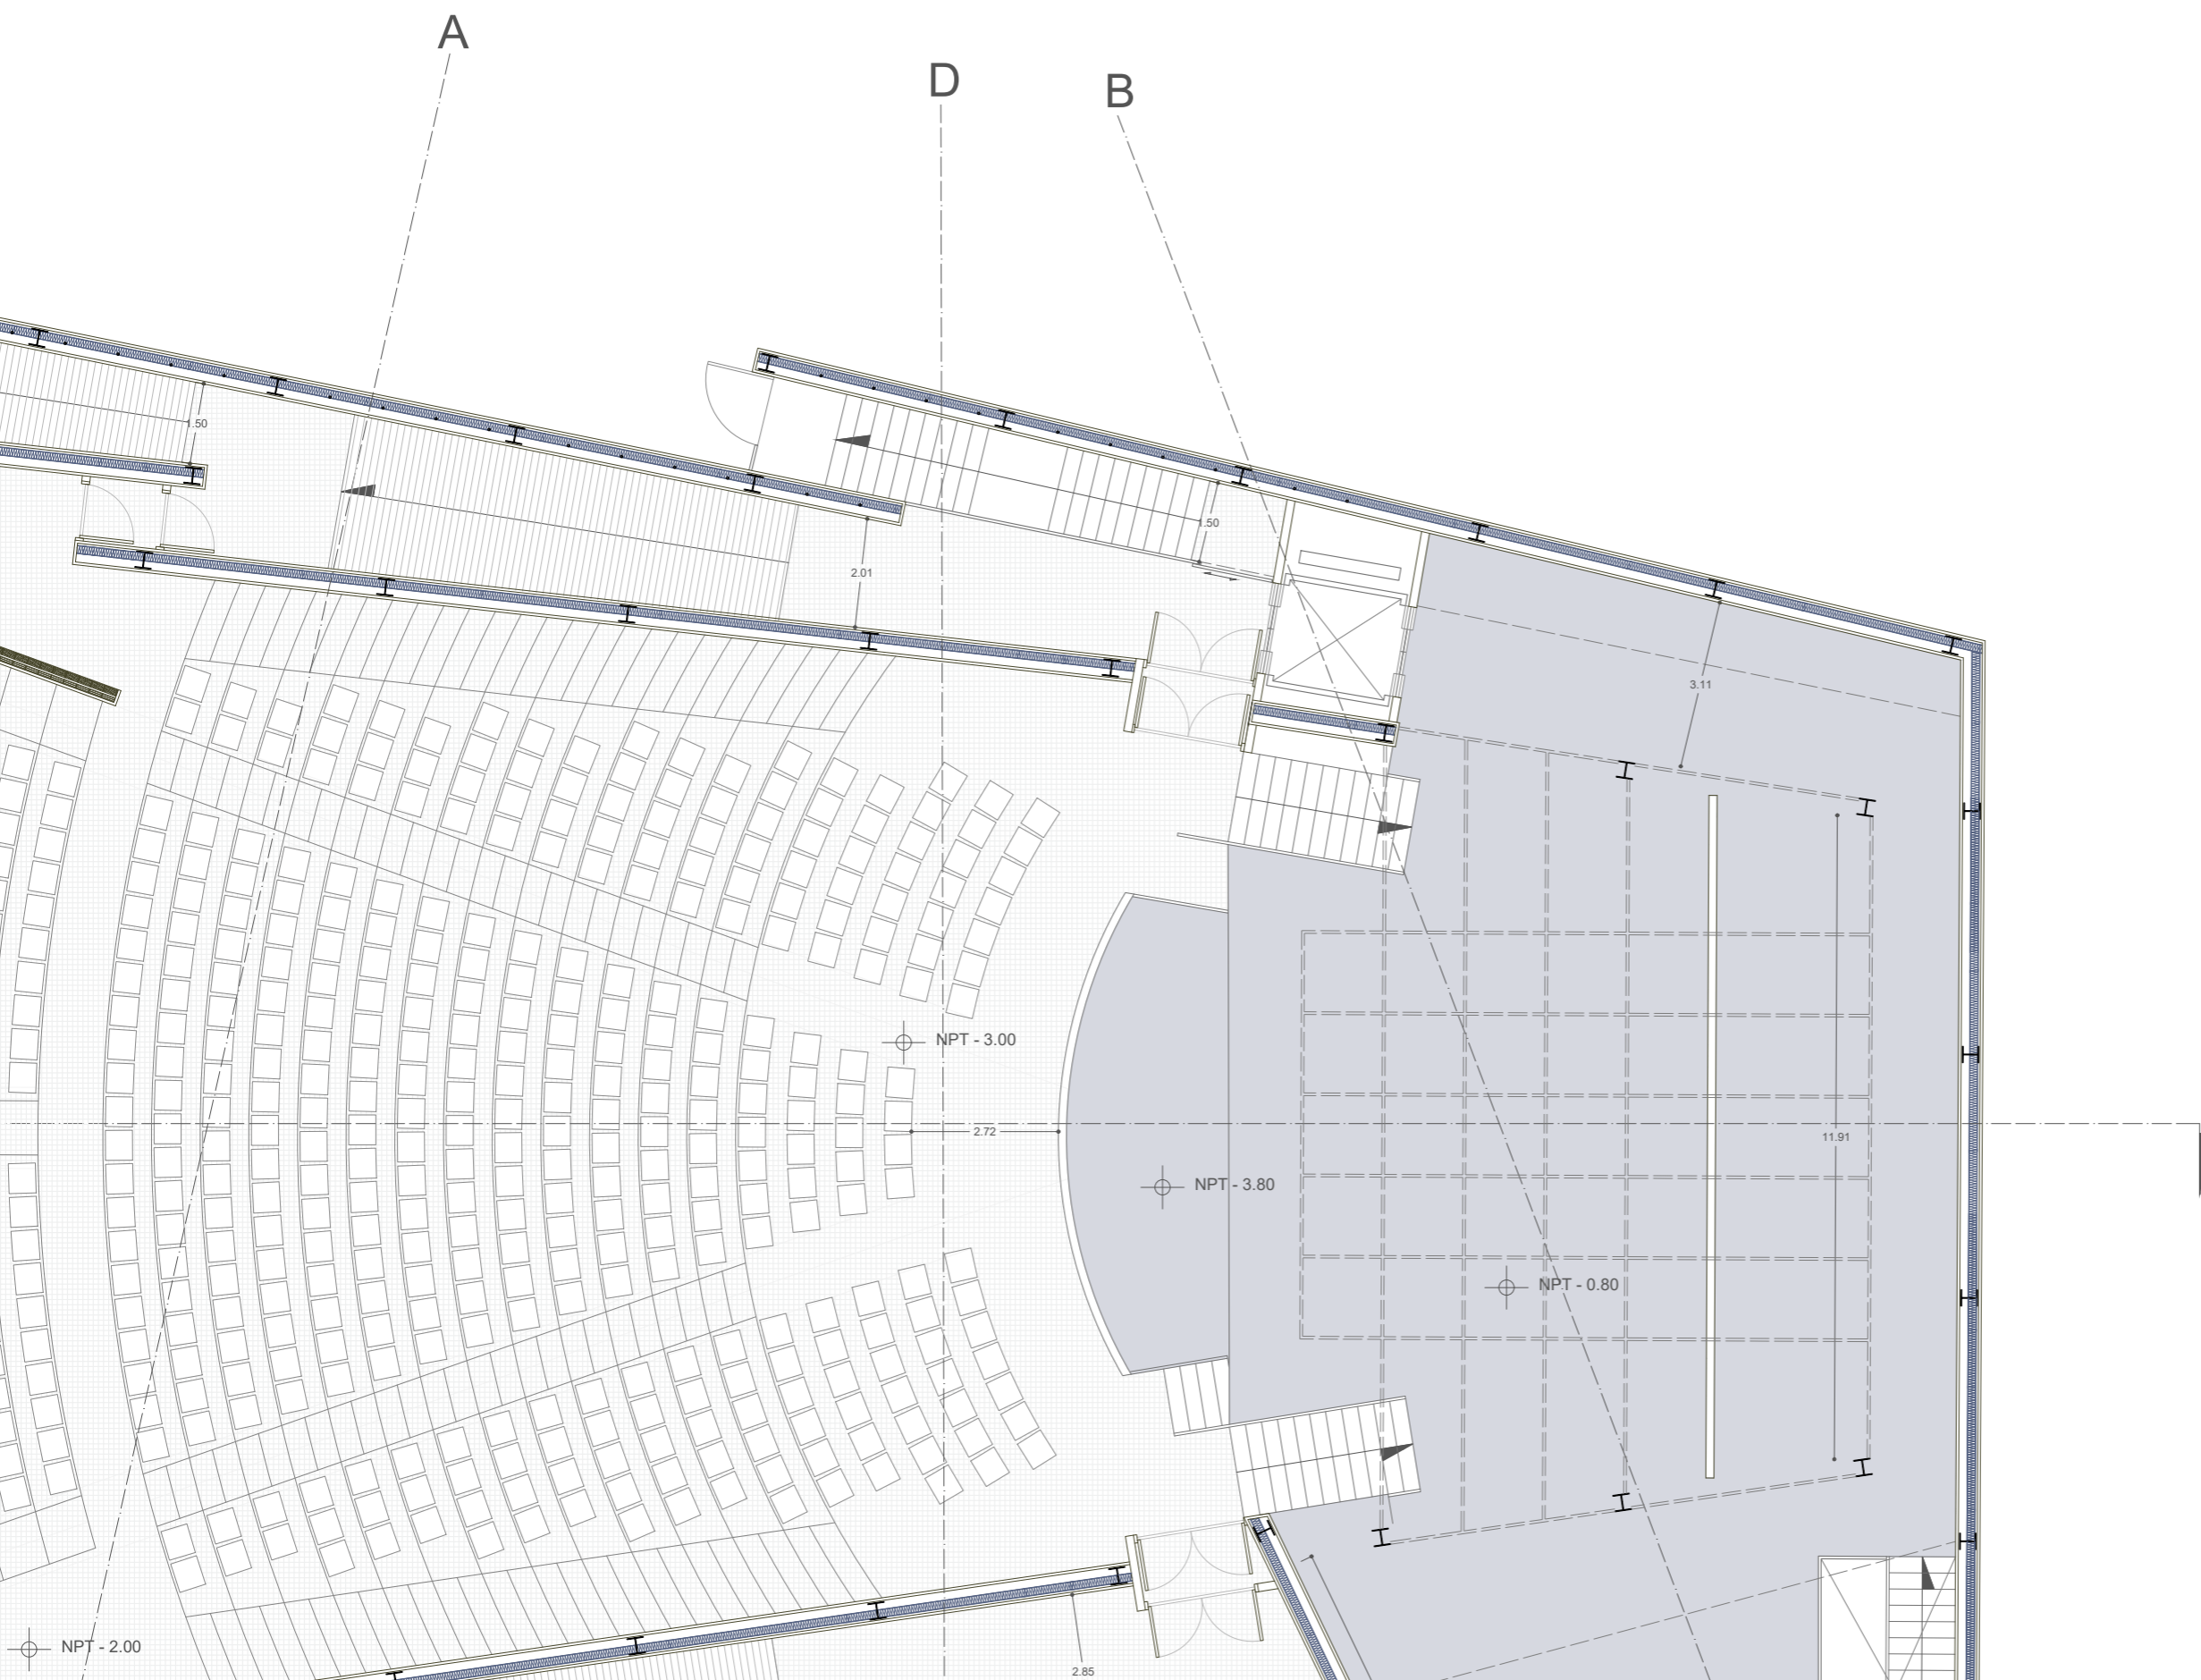 A
D
B
1.50
1.50
2.01
3.11
NPT - 3.00
2.72
11.91
NPT - 3.80
NPT - 0.80
NPT - 2.00
2.85